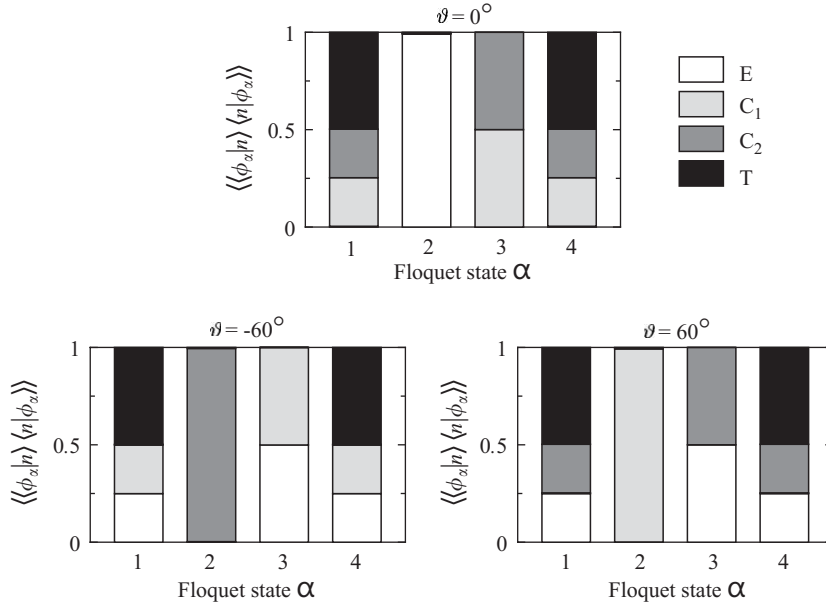 ϑ = 0°
⟨⟨ϕα|n⟩ ⟨n|ϕα⟩⟩
1
0.5
0
1 2 3 4
Floquet state α
E
C1
C2
T
ϑ = -60°
⟨⟨ϕα|n⟩ ⟨n|ϕα⟩⟩
1
0.5
0
1 2 3 4
Floquet state α
ϑ = 60°
⟨⟨ϕα|n⟩ ⟨n|ϕα⟩⟩
1
0.5
0
1 2 3 4
Floquet state α